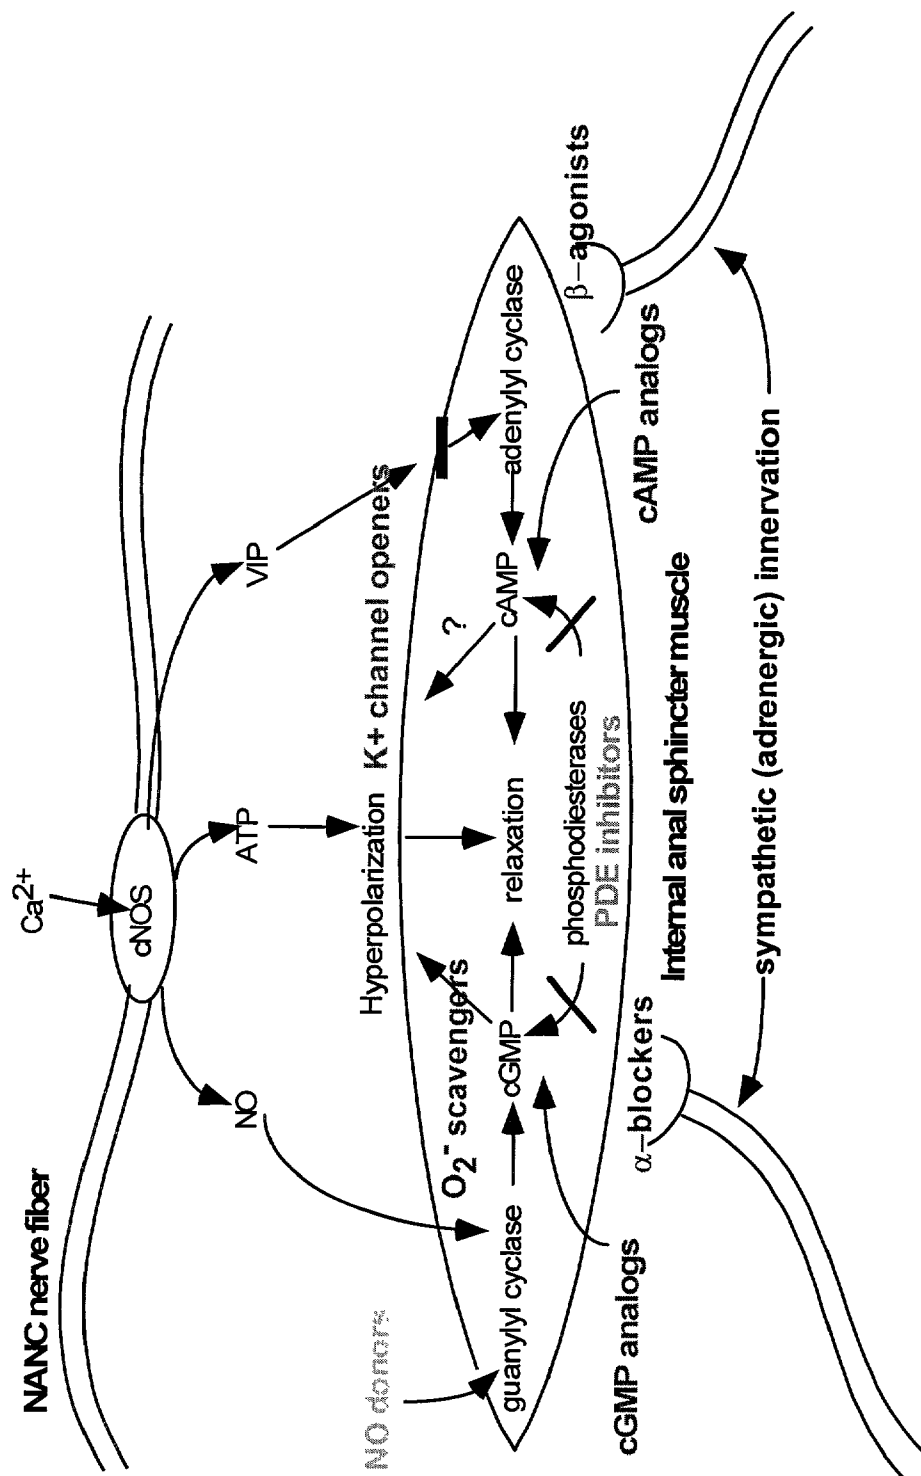 NANC nerve fiber
Ca2+
cNOS
NO
ATP
VIP
NO donors
Hyperpolarization
K+ channel openers
O2- scavengers
?
guanylyl cyclase
cGMP
relaxation
cAMP
adenylyl cyclase
phosphodiesterases
PDE inhibitors
cGMP analogs
α-blockers
Internal anal sphincter muscle
cAMP analogs
β-agonists
sympathetic (adrenergic) innervation